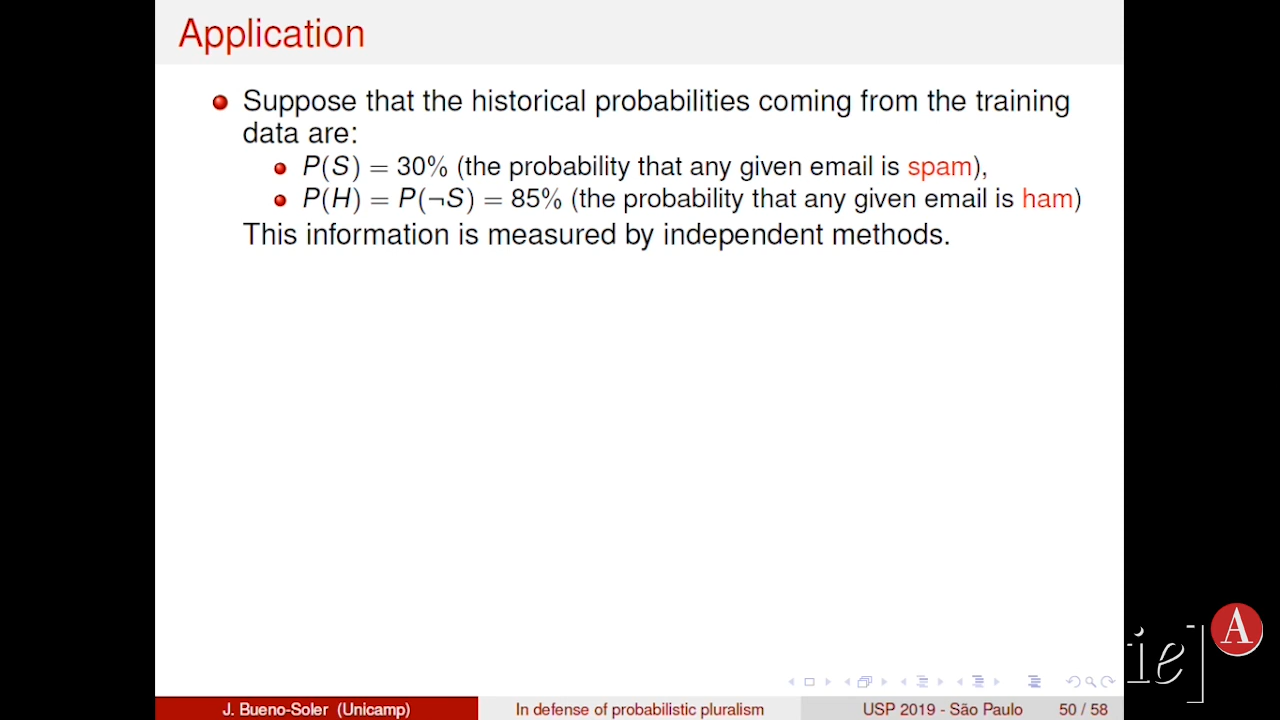 Application
Suppose that the historical probabilities coming from the training
data are:
P(S) = 30% (the probability that any given email is spam),
P(H) = P(¬S) = 85% (the probability that any given email is ham)
This information is measured by independent methods.
ie]
A
J. Bueno-Soler (Unicamp) In defense of probabilistic pluralism USP 2019 - São Paulo 50 / 58